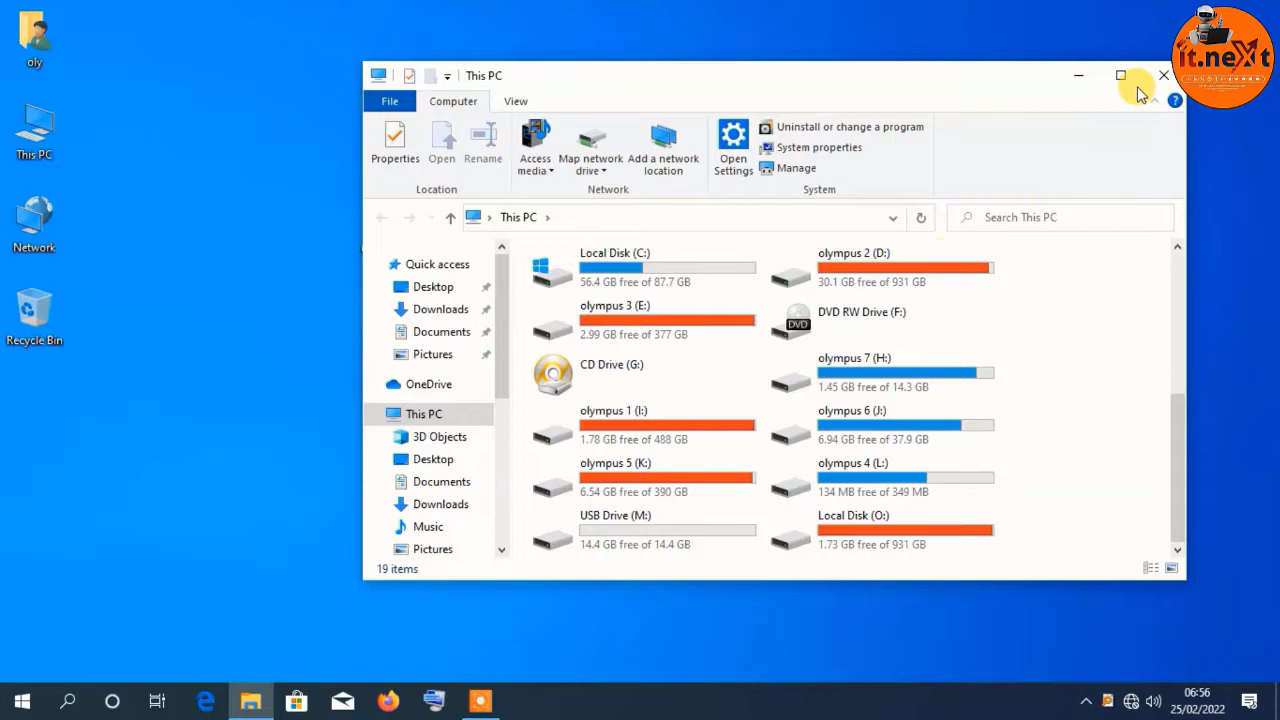 oly
This PC
Network
Recycle Bin
This PC
File
Computer
View
Properties
Open
Rename
Access media
Map network drive
Add a network location
Open Settings
Uninstall or change a program
System properties
Manage
Location
Network
System
This PC
Search This PC
Quick access
Desktop
Downloads
Documents
Pictures
OneDrive
This PC
3D Objects
Desktop
Documents
Downloads
Music
Pictures
Local Disk (C:)
56.4 GB free of 87.7 GB
olympus 2 (D:)
30.1 GB free of 931 GB
olympus 3 (E:)
2.99 GB free of 377 GB
DVD RW Drive (F:)
DVD
CD Drive (G:)
olympus 7 (H:)
1.45 GB free of 14.3 GB
olympus 1 (I:)
1.78 GB free of 488 GB
olympus 6 (J:)
6.94 GB free of 37.9 GB
olympus 5 (K:)
6.54 GB free of 390 GB
olympus 4 (L:)
134 MB free of 349 MB
USB Drive (M:)
14.4 GB free of 14.4 GB
Local Disk (O:)
1.73 GB free of 931 GB
19 items
it.neXt
06:56
25/02/2022